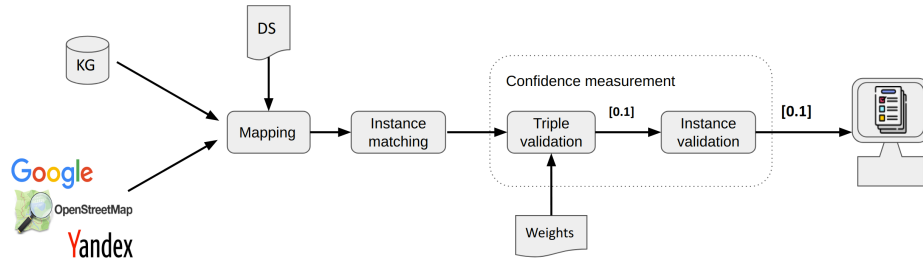 DS
KG
Confidence measurement
Mapping
Instance
matching
Triple
validation
[0.1]
Instance
validation
[0.1]
Google
OpenStreetMap
Yandex
Weights